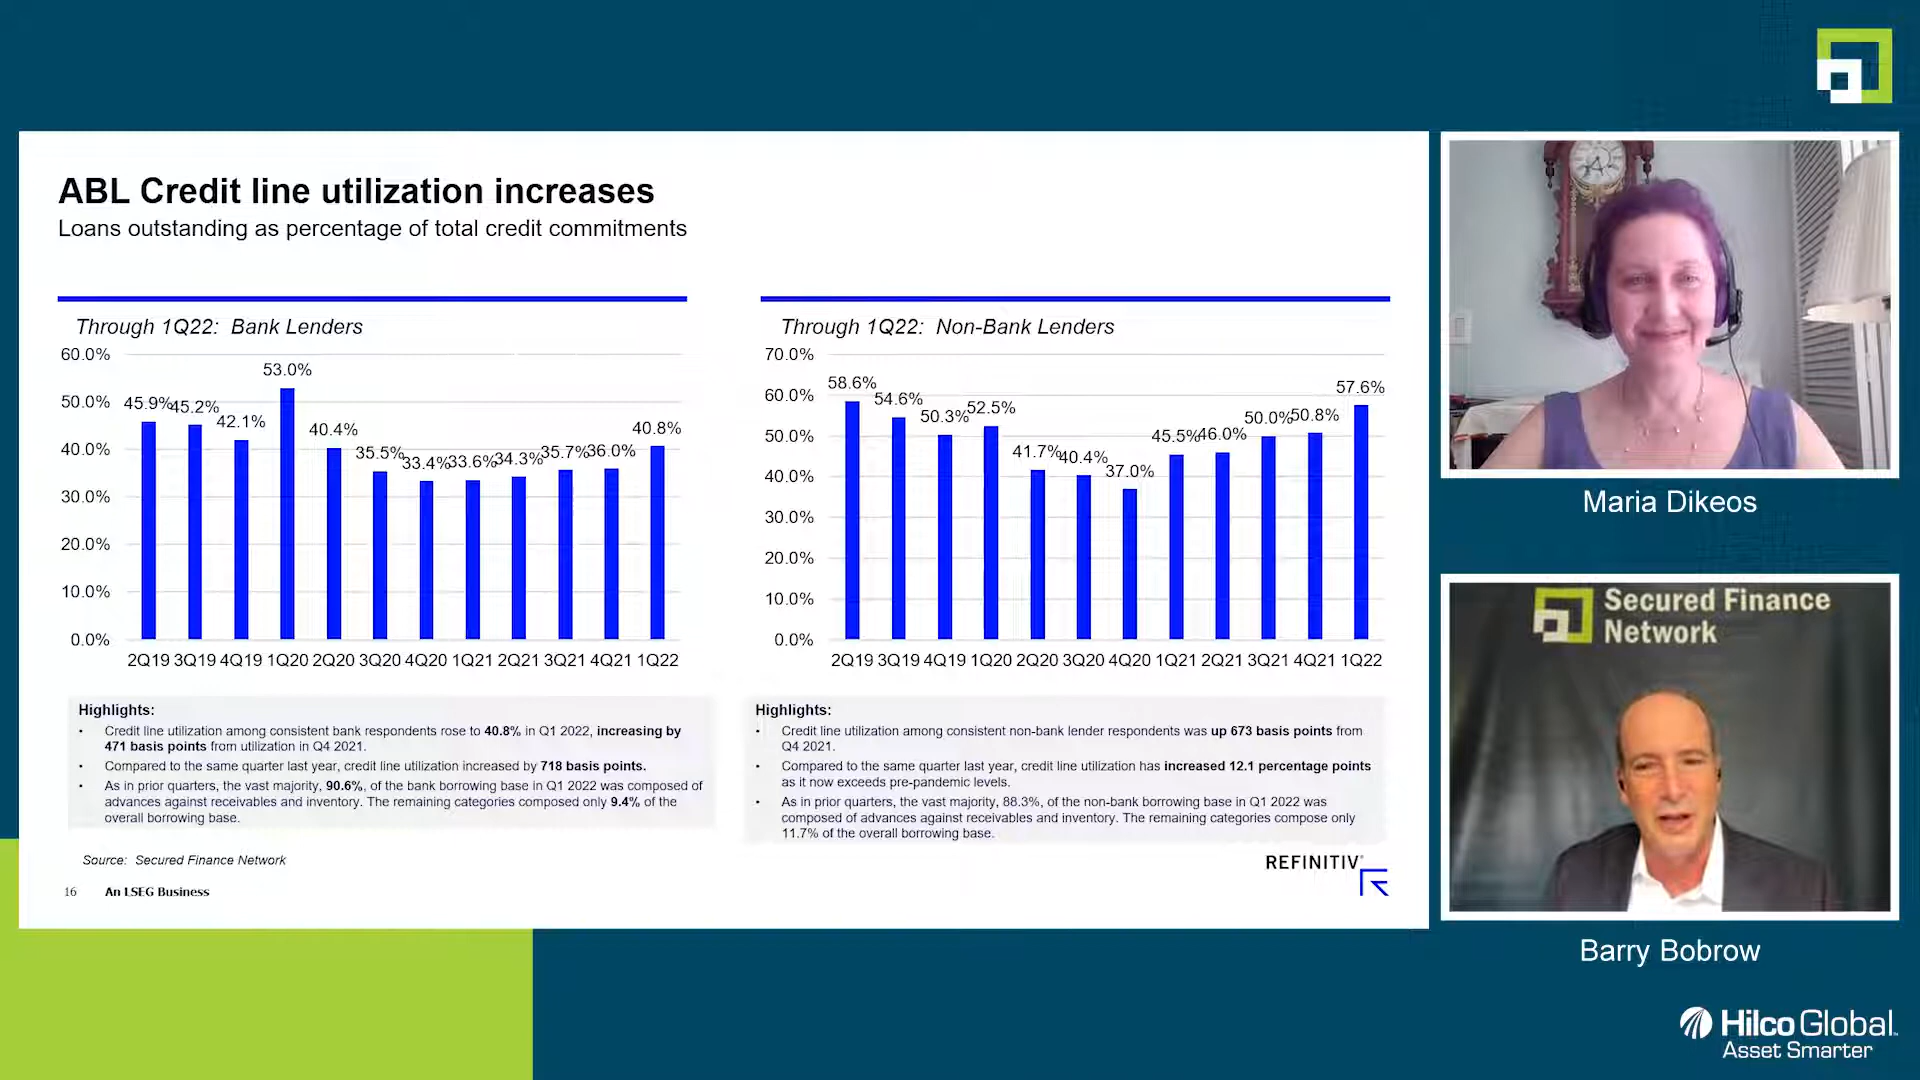 ABL Credit line utilization increases
Loans outstanding as percentage of total credit commitments
Through 1Q22: Bank Lenders
60.0%
50.0%
40.0%
30.0%
20.0%
10.0%
0.0%
45.9% 45.2% 42.1% 53.0% 40.4% 35.5% 33.4% 33.6% 34.3% 35.7% 36.0% 40.8%
2Q19 3Q19 4Q19 1Q20 2Q20 3Q20 4Q20 1Q21 2Q21 3Q21 4Q21 1Q22
Highlights:
• Credit line utilization among consistent bank respondents rose to 40.8% in Q1 2022, increasing by
471 basis points from utilization in Q4 2021.
• Compared to the same quarter last year, credit line utilization increased by 718 basis points.
• As in prior quarters, the vast majority, 90.6%, of the bank borrowing base in Q1 2022 was composed of
advances against receivables and inventory. The remaining categories composed only 9.4% of the
overall borrowing base.
Through 1Q22: Non-Bank Lenders
70.0%
60.0%
50.0%
40.0%
30.0%
20.0%
10.0%
0.0%
58.6% 54.6% 50.3% 52.5% 41.7% 40.4% 37.0% 45.5% 46.0% 50.0% 50.8% 57.6%
2Q19 3Q19 4Q19 1Q20 2Q20 3Q20 4Q20 1Q21 2Q21 3Q21 4Q21 1Q22
Highlights:
• Credit line utilization among consistent non-bank lender respondents was up 673 basis points from
Q4 2021.
• Compared to the same quarter last year, credit line utilization has increased 12.1 percentage points
as it now exceeds pre-pandemic levels.
• As in prior quarters, the vast majority, 88.3%, of the non-bank borrowing base in Q1 2022 was
composed of advances against receivables and inventory. The remaining categories compose only
11.7% of the overall borrowing base.
Source: Secured Finance Network
16 An LSEG Business
REFINITIV
Maria Dikeos
Secured Finance
Network
Barry Bobrow
Hilco Global
Asset Smarter